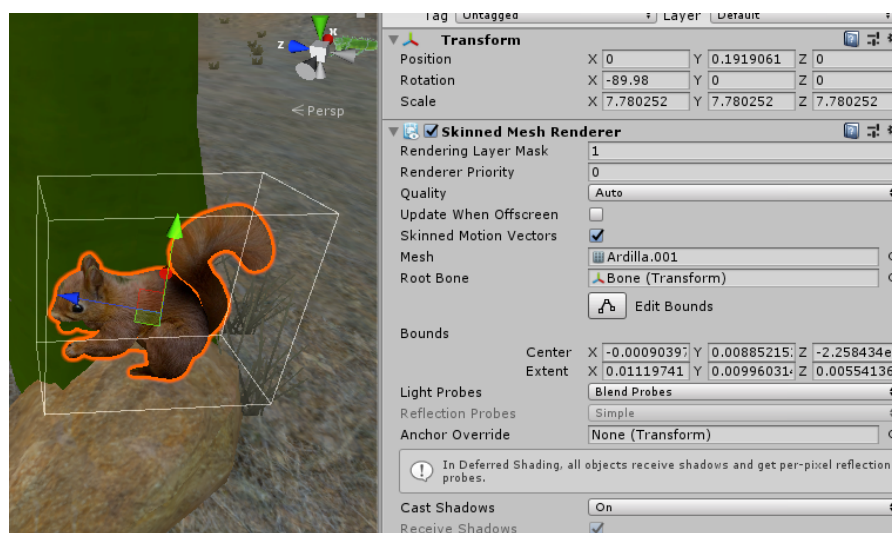 Tag Untagged Layer Default
x
z
Persp
Transform
Position X 0 Y 0.1919061 Z 0
Rotation X -89.98 Y 0 Z 0
Scale X 7.780252 Y 7.780252 Z 7.780252
Skinned Mesh Renderer
Rendering Layer Mask 1
Renderer Priority 0
Quality Auto
Update When Offscreen
Skinned Motion Vectors
Mesh Ardilla.001
Root Bone Bone (Transform)
Edit Bounds
Bounds
Center X -0.00090397 Y 0.00885215 Z -2.258434e
Extent X 0.01119741 Y 0.00996031 Z 0.00554136
Light Probes Blend Probes
Reflection Probes Simple
Anchor Override None (Transform)
In Deferred Shading, all objects receive shadows and get per-pixel reflection
probes.
Cast Shadows On
Receive Shadows